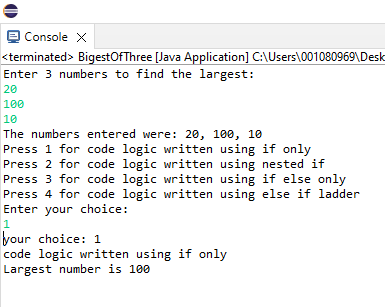 Console
<terminated> BigestOfThree [Java Application] C:\Users\001080969\Desk
Enter 3 numbers to find the largest:
20
100
10
The numbers entered were: 20, 100, 10
Press 1 for code logic written using if only
Press 2 for code logic written using nested if
Press 3 for code logic written using if else only
Press 4 for code logic written using else if ladder
Enter your choice:
1
your choice: 1
code logic written using if only
Largest number is 100